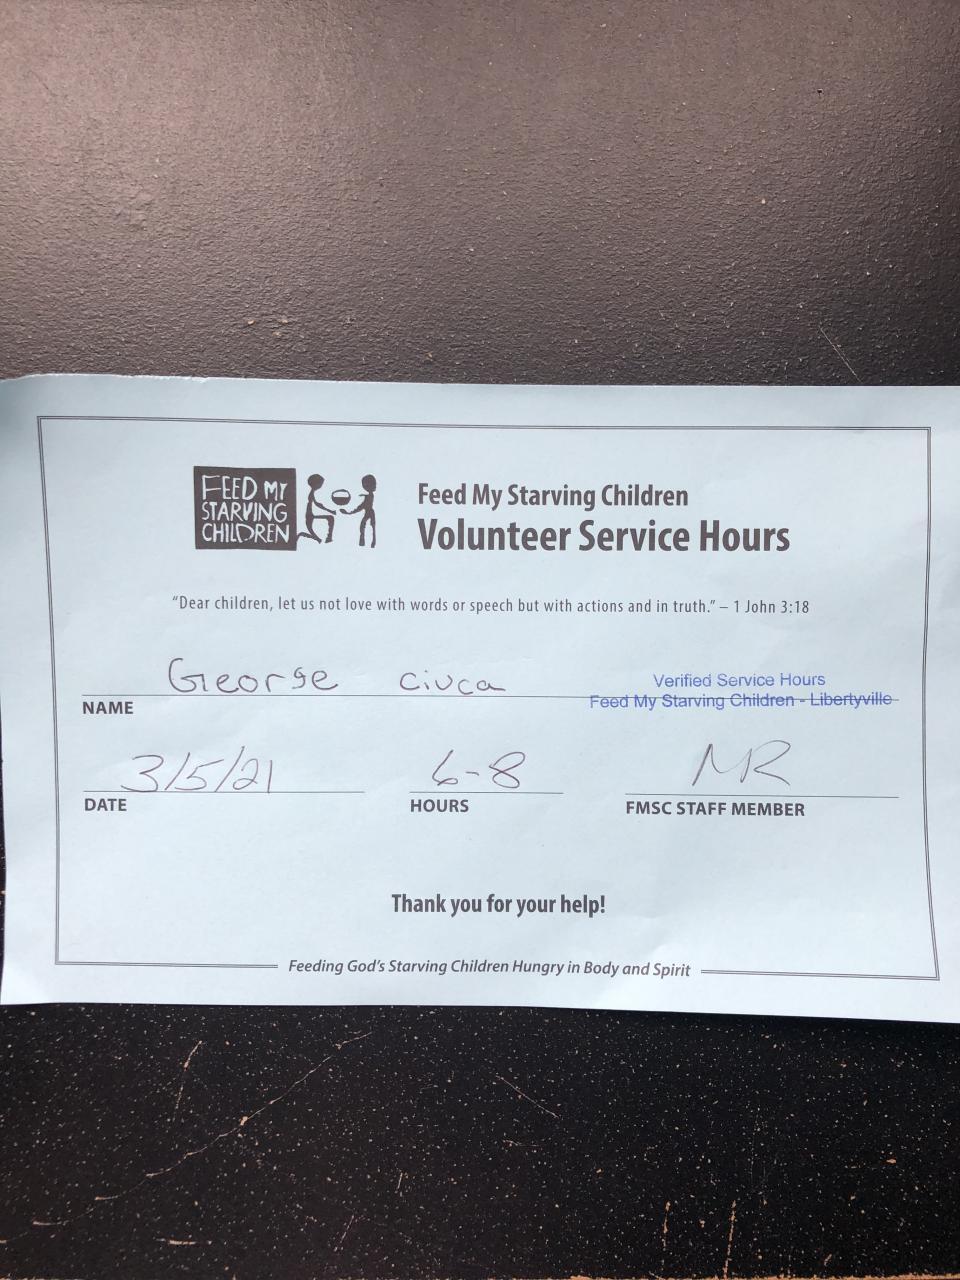 FEED MY
STARVING
CHILDREN
Feed My Starving Children
Volunteer Service Hours
“Dear children, let us not love with words or speech but with actions and in truth.” – 1 John 3:18
George Ciuca
NAME
Verified Service Hours
Feed My Starving Children - Libertyville
3/5/21 6-8 MR
DATE HOURS FMSC STAFF MEMBER
Thank you for your help!
Feeding God's Starving Children Hungry in Body and Spirit